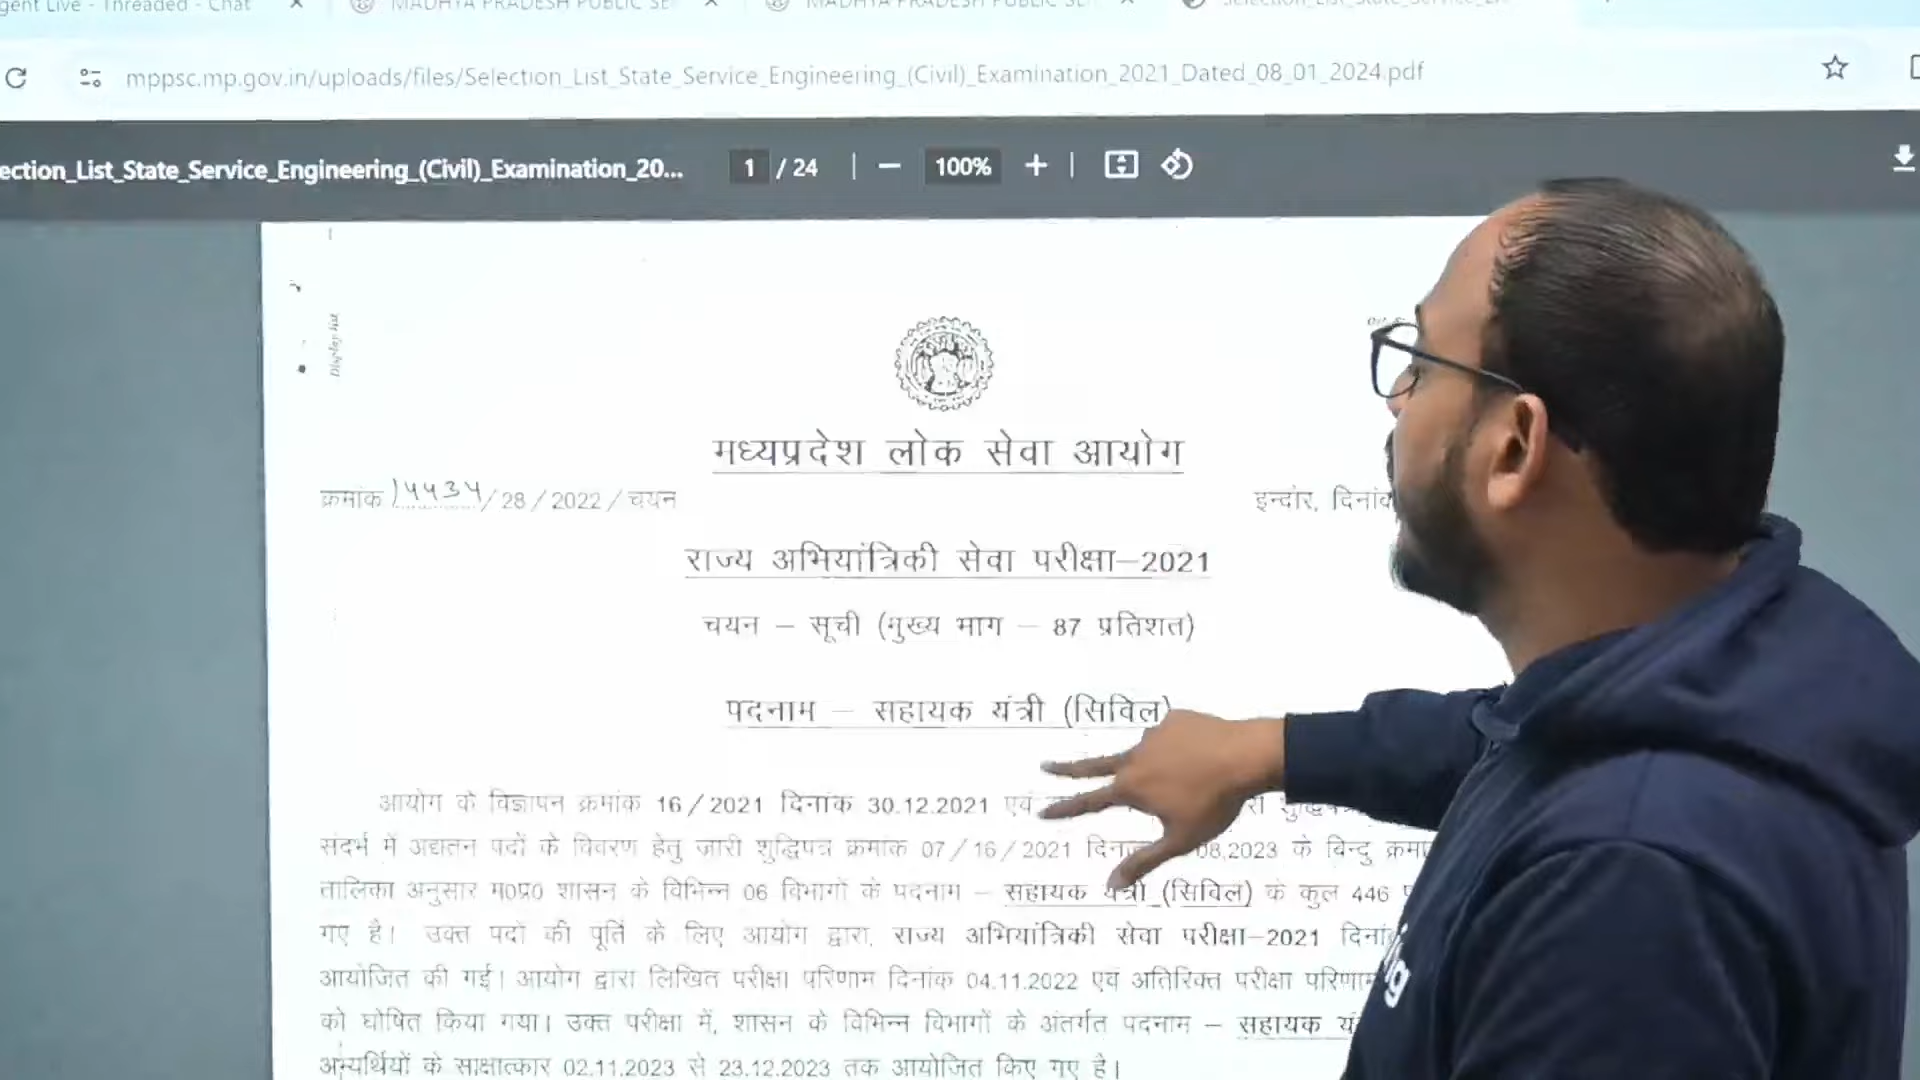 gent Live - Threaded - Chat
MADHYA PRADESH PUBLIC SE
MADHYA PRADESH PUBLIC SE
mppsc.mp.gov.in/uploads/files/Selection_List_State_Service_Engineering_(Civil)_Examination_2021_Dated_08_01_2024.pdf
ection_List_State_Service_Engineering_(Civil)_Examination_20... 1 / 24 100%
Display list
मध्यप्रदेश लोक सेवा आयोग
क्रमांक 14434/28/2022/चयन इन्दौर, दिनांक
राज्य अभियांत्रिकी सेवा परीक्षा–2021
चयन – सूची (मुख्य भाग – 87 प्रतिशत)
पदनाम – सहायक यंत्री (सिविल)
आयोग के विज्ञापन क्रमांक 16/2021 दिनांक 30.12.2021 एवं
संदर्भ में अद्यतन पदों के विवरण हेतु जारी शुद्धिपत्र क्रमांक 07/16/2021 08.2023 के बिन्दु
तालिका अनुसार म0प्र0 शासन के विभिन्न 06 विभागों के पदनाम – सहायक यंत्री (सिविल) के कुल 446
गए है। उक्त पदों की पूर्ति के लिए आयोग द्वारा, राज्य अभियांत्रिकी सेवा परीक्षा–2021
आयोजित की गई। आयोग द्वारा लिखित परीक्षा परिणाम दिनांक 04.11.2022 एवं अतिरिक्त परीक्षा परिणाम
को घोषित किया गया। उक्त परीक्षा में, शासन के विभिन्न विभागों के अंतर्गत पदनाम – सहायक
अभ्यर्थियों के साक्षात्कार 02.11.2023 से 23.12.2023 तक आयोजित किए गए है।